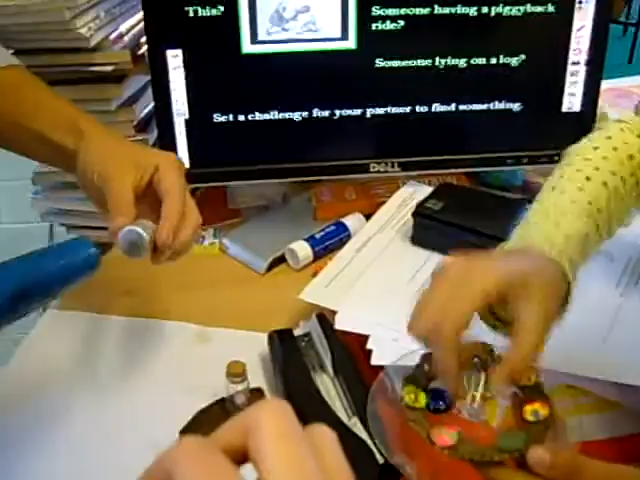 This?
Someone having a piggyback
ride?
Someone lying on a log?
Set a challenge for your partner to find something.
DELL